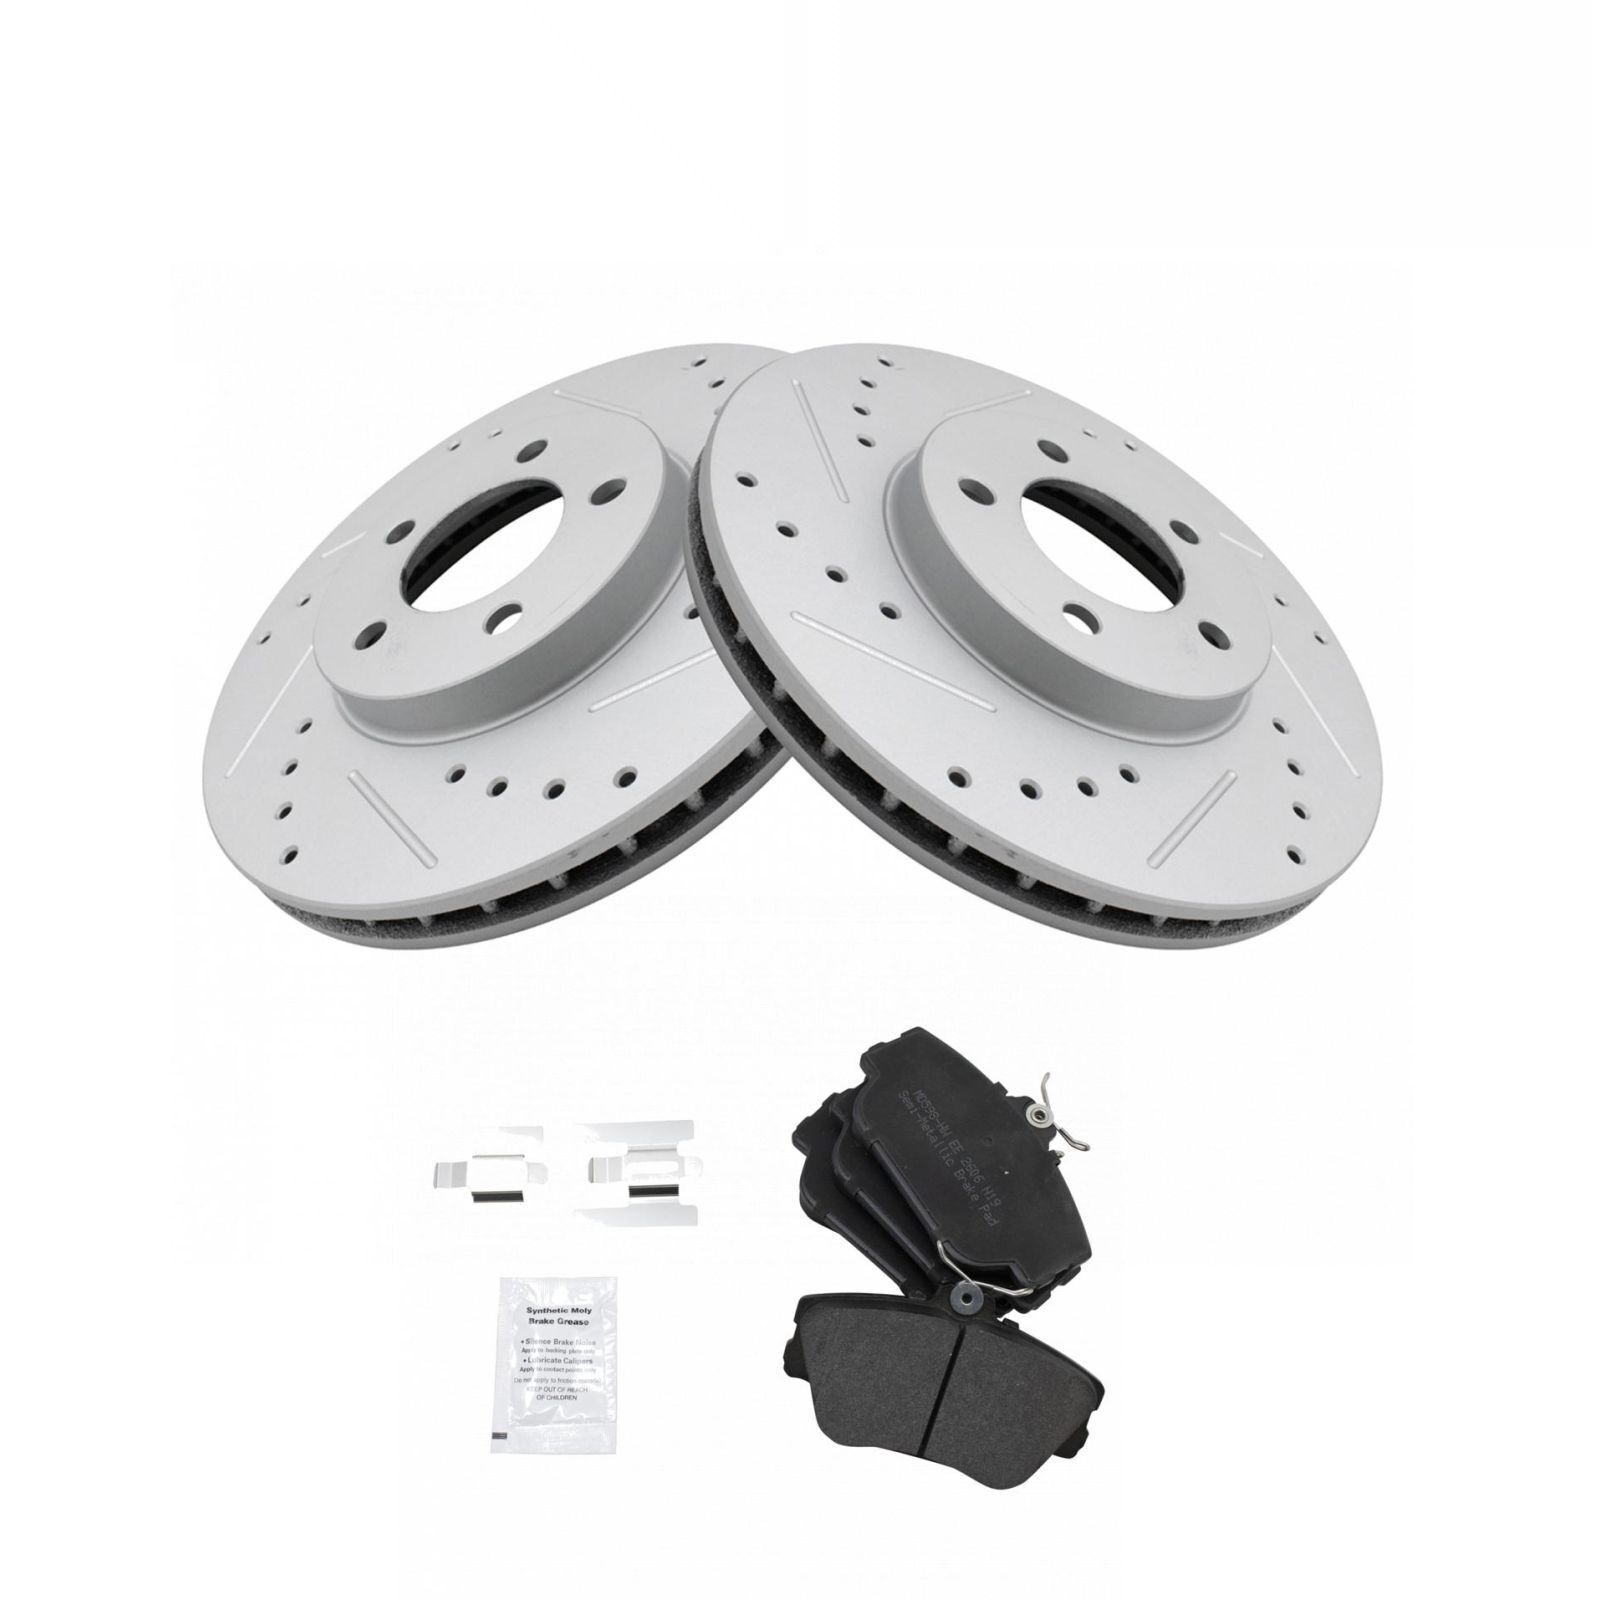 MD598-HW EE 2606 N19
Semi-Metallic Brake Pad
Synthetic Moly
Brake Grease
• Silence Brake Noise
Apply to backing plate only
• Lubricate Calipers
Apply to contact points only
Do not apply to friction material
KEEP OUT OF REACH
OF CHILDREN